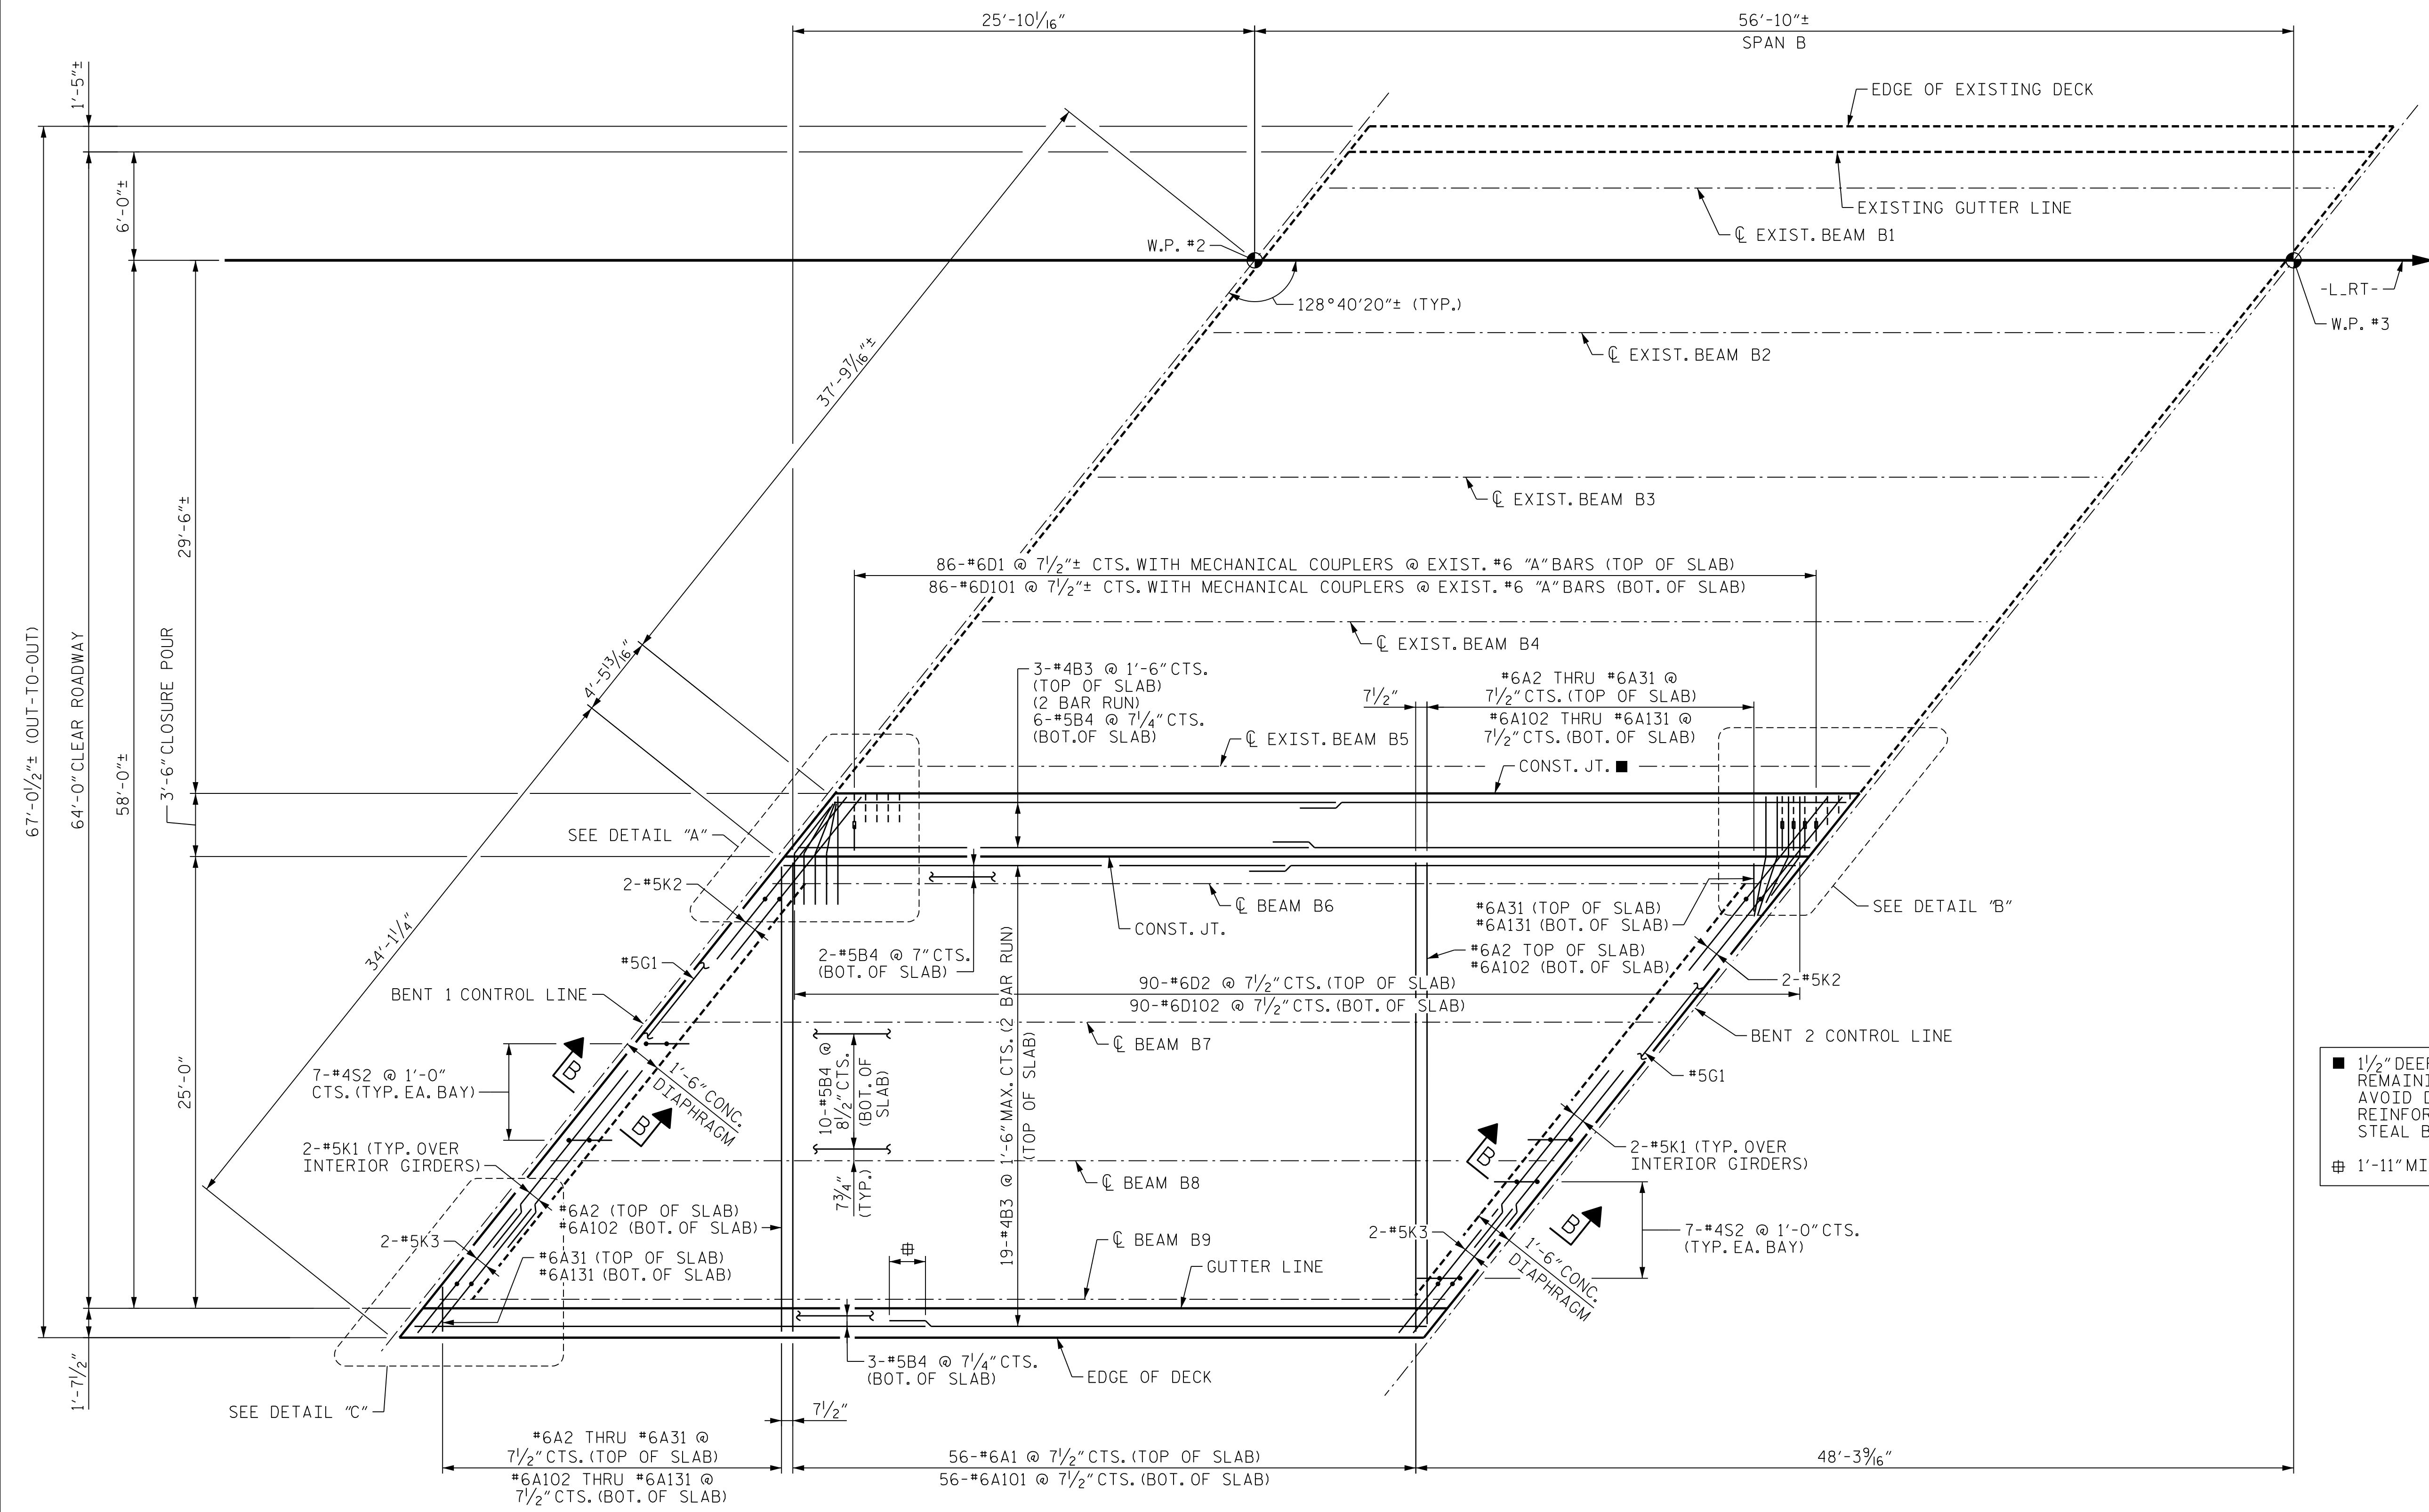 25'-10 1/16"
56'-10"±
SPAN B
1'-5"±
EDGE OF EXISTING DECK
6'-0"±
EXISTING GUTTER LINE
℄ EXIST. BEAM B1
W.P. #2
128°40'20"± (TYP.)
-L_RT-
W.P. #3
℄ EXIST. BEAM B2
37'-9 7/16"±
℄ EXIST. BEAM B3
29'-6"±
86-#6D1 @ 7 1/2"± CTS. WITH MECHANICAL COUPLERS @ EXIST. #6 "A" BARS (TOP OF SLAB)
86-#6D101 @ 7 1/2"± CTS. WITH MECHANICAL COUPLERS @ EXIST. #6 "A" BARS (BOT. OF SLAB)
67'-0 1/2"± (OUT-TO-OUT)
64'-0" CLEAR ROADWAY
58'-0"±
3'-6" CLOSURE POUR
℄ EXIST. BEAM B4
4'-5 13/16"
3-#4B3 @ 1'-6" CTS.
(TOP OF SLAB)
(2 BAR RUN)
6-#5B4 @ 7 1/4" CTS.
(BOT. OF SLAB)
7 1/2"
#6A2 THRU #6A31 @
7 1/2" CTS. (TOP OF SLAB)
#6A102 THRU #6A131 @
7 1/2" CTS. (BOT. OF SLAB)
℄ EXIST. BEAM B5
CONST. JT. ■
SEE DETAIL "A"
2-#5K2
℄ BEAM B6
CONST. JT.
#6A31 (TOP OF SLAB)
#6A131 (BOT. OF SLAB)
SEE DETAIL "B"
34'-1 1/4"
2-#5B4 @ 7" CTS.
(BOT. OF SLAB)
#6A2 TOP OF SLAB)
#6A102 (BOT. OF SLAB)
2-#5K2
#5G1
BENT 1 CONTROL LINE
90-#6D2 @ 7 1/2" CTS. (TOP OF SLAB)
90-#6D102 @ 7 1/2" CTS. (BOT. OF SLAB)
℄ BEAM B7
BENT 2 CONTROL LINE
#5G1
25'-0"
7-#4S2 @ 1'-0"
CTS. (TYP. EA. BAY)
B
B
1'-6" CONC.
DIAPHRAGM
10-#5B4 @
8 1/2" CTS.
(BOT. OF
SLAB)
19-#4B3 @ 1'-6" MAX. CTS. (2 BAR RUN)
(TOP OF SLAB)
■ 1 1/2" DEEP
REMAINI
AVOID D
REINFOR
STEAL B
⌗ 1'-11" MI
2-#5K1 (TYP. OVER
INTERIOR GIRDERS)
B
2-#5K1 (TYP. OVER
INTERIOR GIRDERS)
℄ BEAM B8
7 3/4"
(TYP.)
#6A2 (TOP OF SLAB)
#6A102 (BOT. OF SLAB)
2-#5K3
⌗
℄ BEAM B9
2-#5K3
B
7-#4S2 @ 1'-0" CTS.
(TYP. EA. BAY)
#6A31 (TOP OF SLAB)
#6A131 (BOT. OF SLAB)
GUTTER LINE
1'-6" CONC.
DIAPHRAGM
1'-7 1/2"
3-#5B4 @ 7 1/4" CTS.
(BOT. OF SLAB)
EDGE OF DECK
SEE DETAIL "C"
7 1/2"
#6A2 THRU #6A31 @
7 1/2" CTS. (TOP OF SLAB)
#6A102 THRU #6A131 @
7 1/2" CTS. (BOT. OF SLAB)
56-#6A1 @ 7 1/2" CTS. (TOP OF SLAB)
56-#6A101 @ 7 1/2" CTS. (BOT. OF SLAB)
48'-3 9/16"